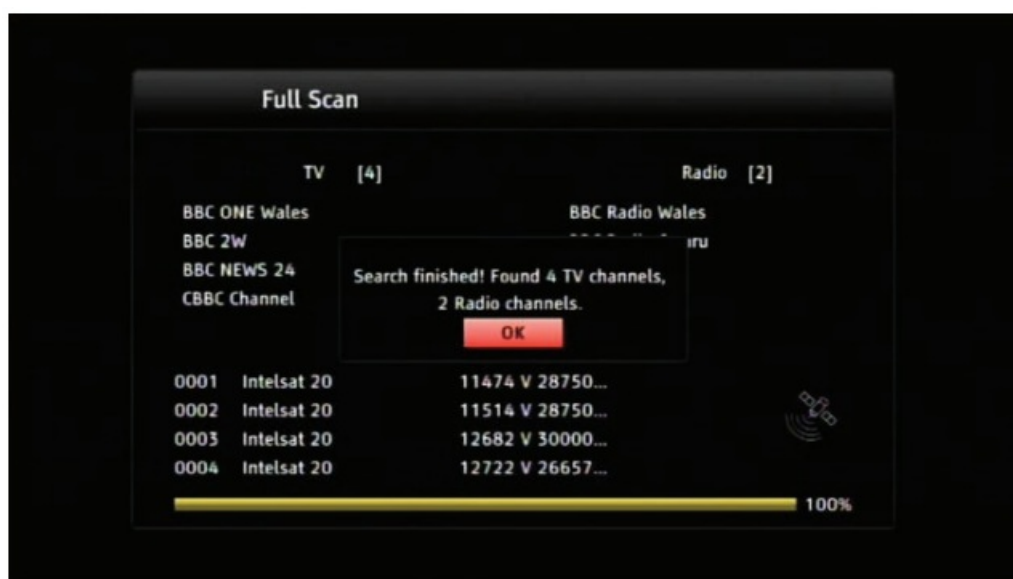 Full Scan
TV [4]
Radio [2]
BBC ONE Wales
BBC Radio Wales
BBC 2W
BBC NEWS 24
CBBC Channel
Search finished! Found 4 TV channels,
2 Radio channels.
OK
0001 Intelsat 20 11474 V 28750...
0002 Intelsat 20 11514 V 28750...
0003 Intelsat 20 12682 V 30000...
0004 Intelsat 20 12722 V 26657...
100%